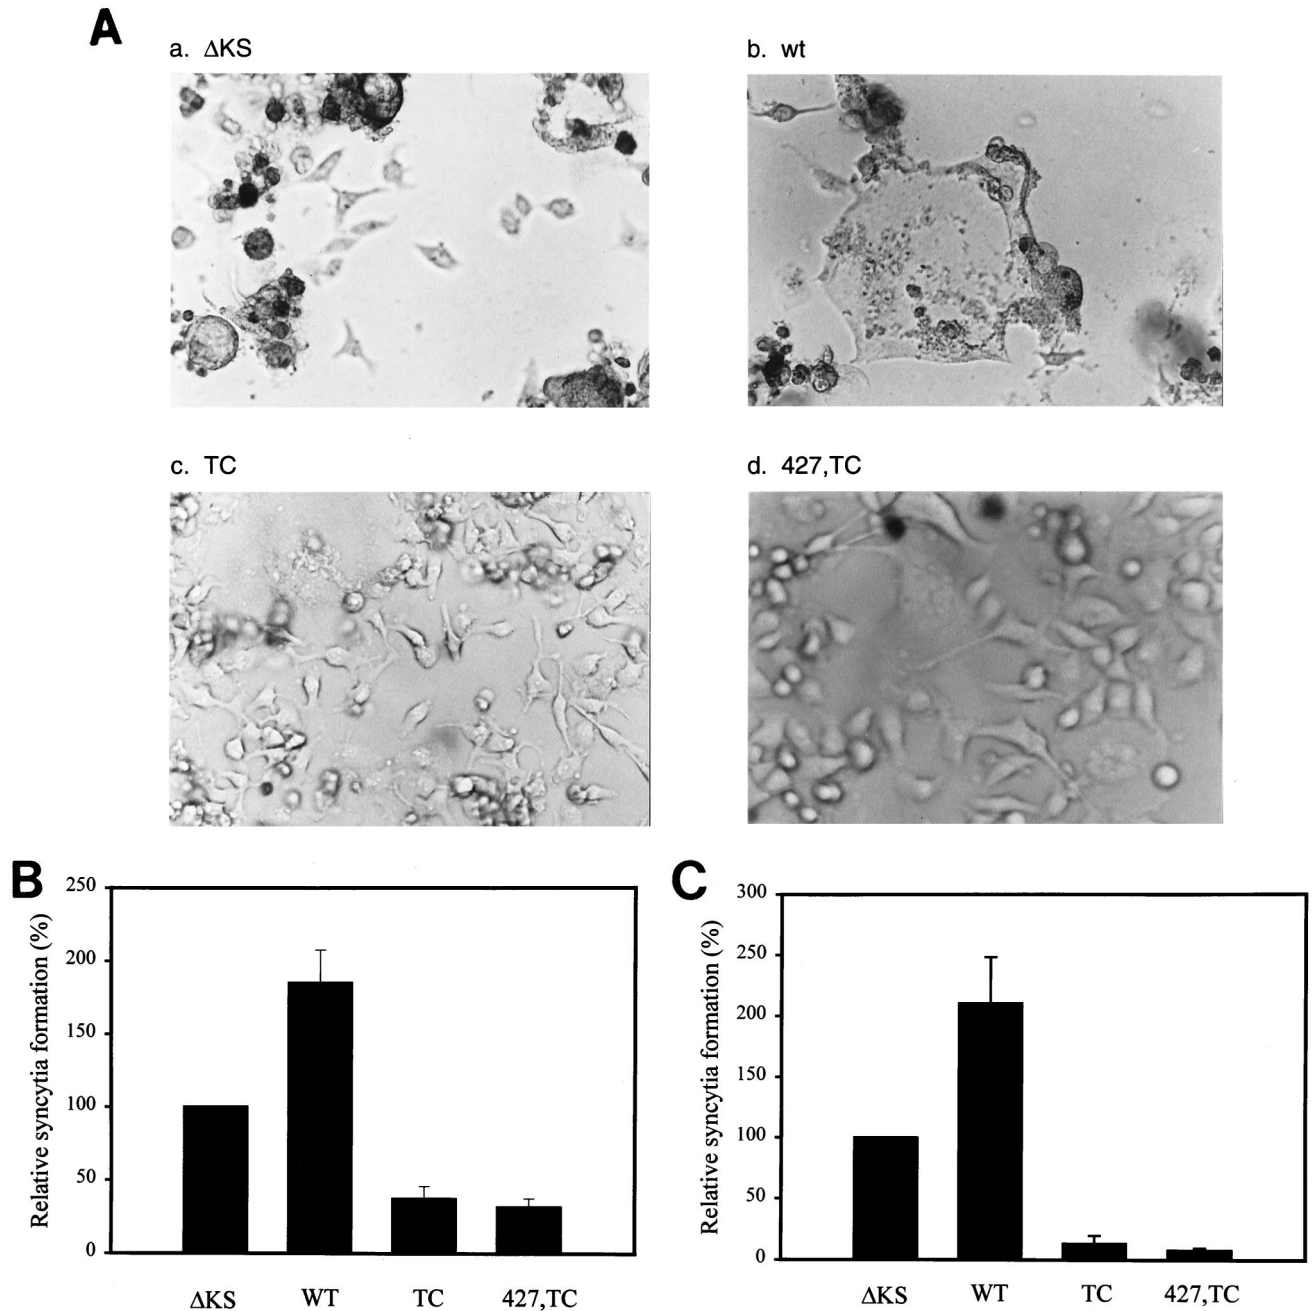 A
a. ΔKS
b. wt
c. TC
d. 427,TC
B
Relative syncytia formation (%)
250
200
150
100
50
0
ΔKS WT TC 427,TC
C
Relative syncytia formation (%)
300
250
200
150
100
50
0
ΔKS WT TC 427,TC